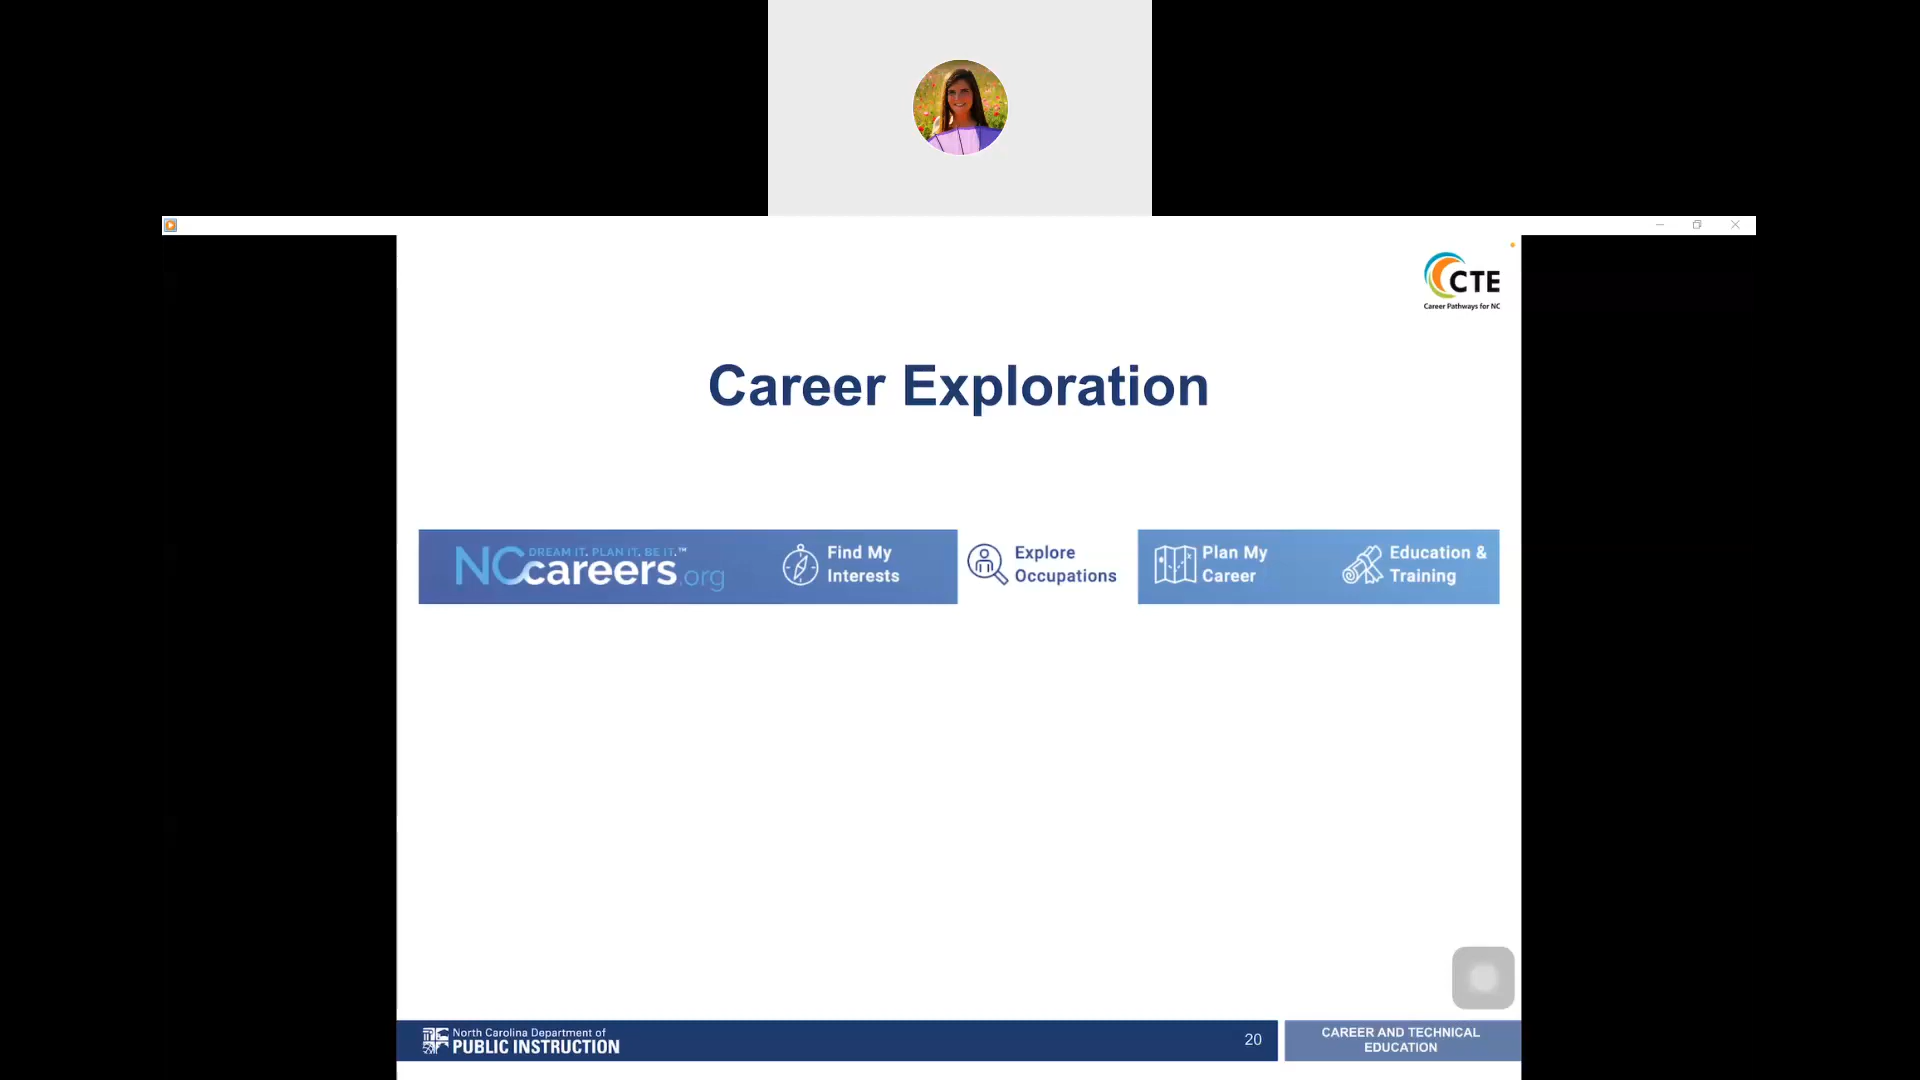 CTE
Career Pathways for NC
Career Exploration
NCcareers.org
DREAM IT. PLAN IT. BE IT.™
Find My
Interests
Explore
Occupations
Plan My
Career
Education &
Training
North Carolina Department of
PUBLIC INSTRUCTION
20
CAREER AND TECHNICAL
EDUCATION